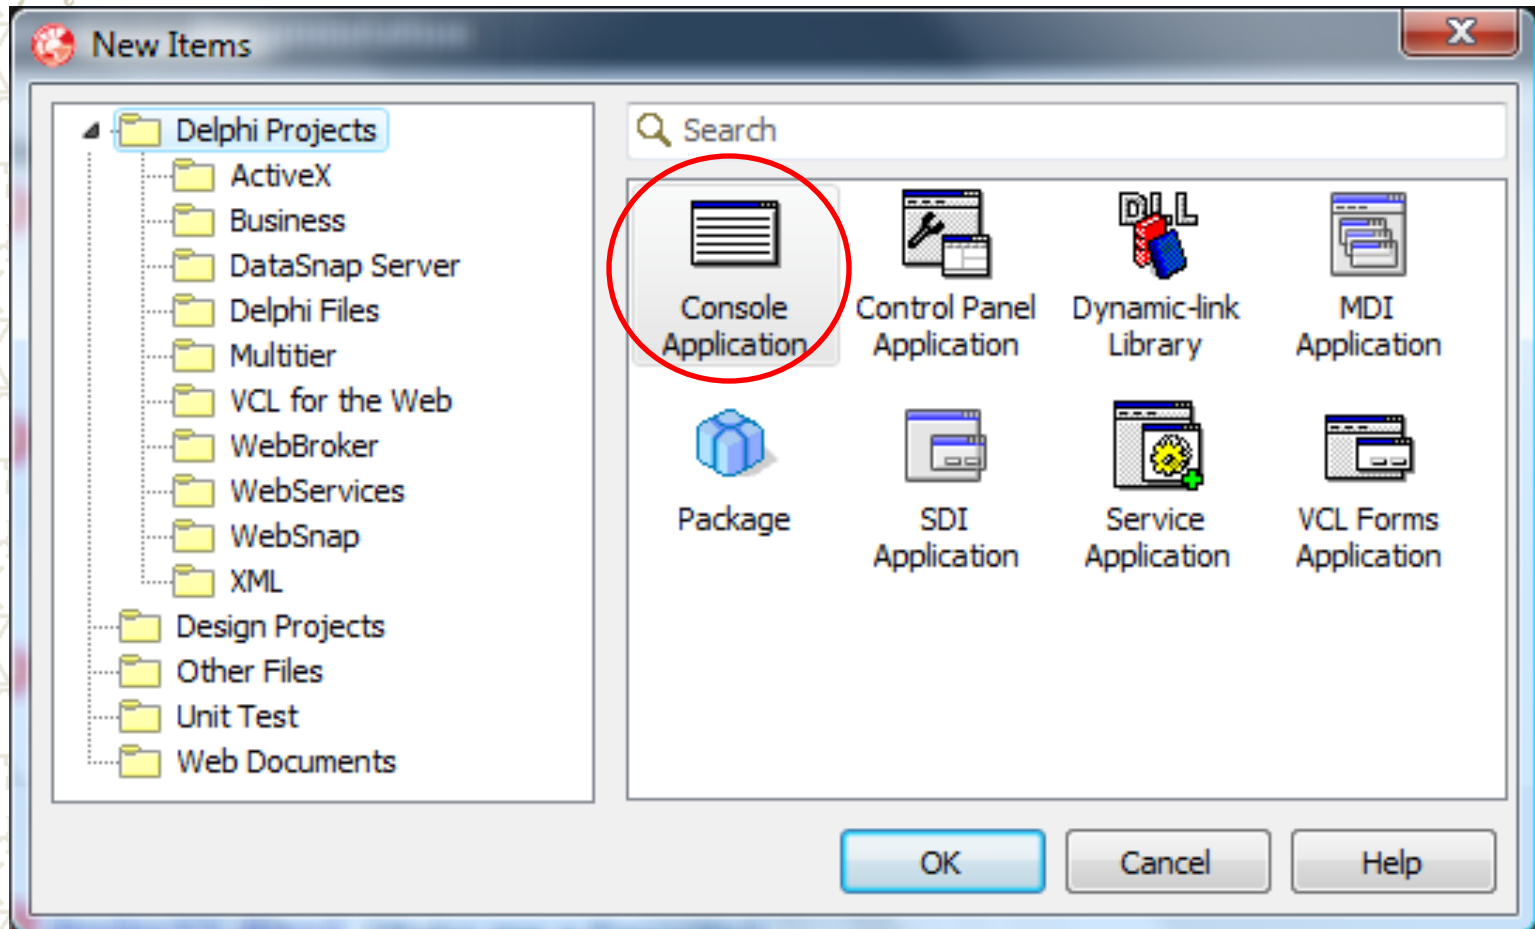 New Items
Delphi Projects
ActiveX
Business
DataSnap Server
Delphi Files
Multitier
VCL for the Web
WebBroker
WebServices
WebSnap
XML
Design Projects
Other Files
Unit Test
Web Documents
Search
DLL
Console
Application
Control Panel
Application
Dynamic-link
Library
MDI
Application
Package
SDI
Application
Service
Application
VCL Forms
Application
OK
Cancel
Help